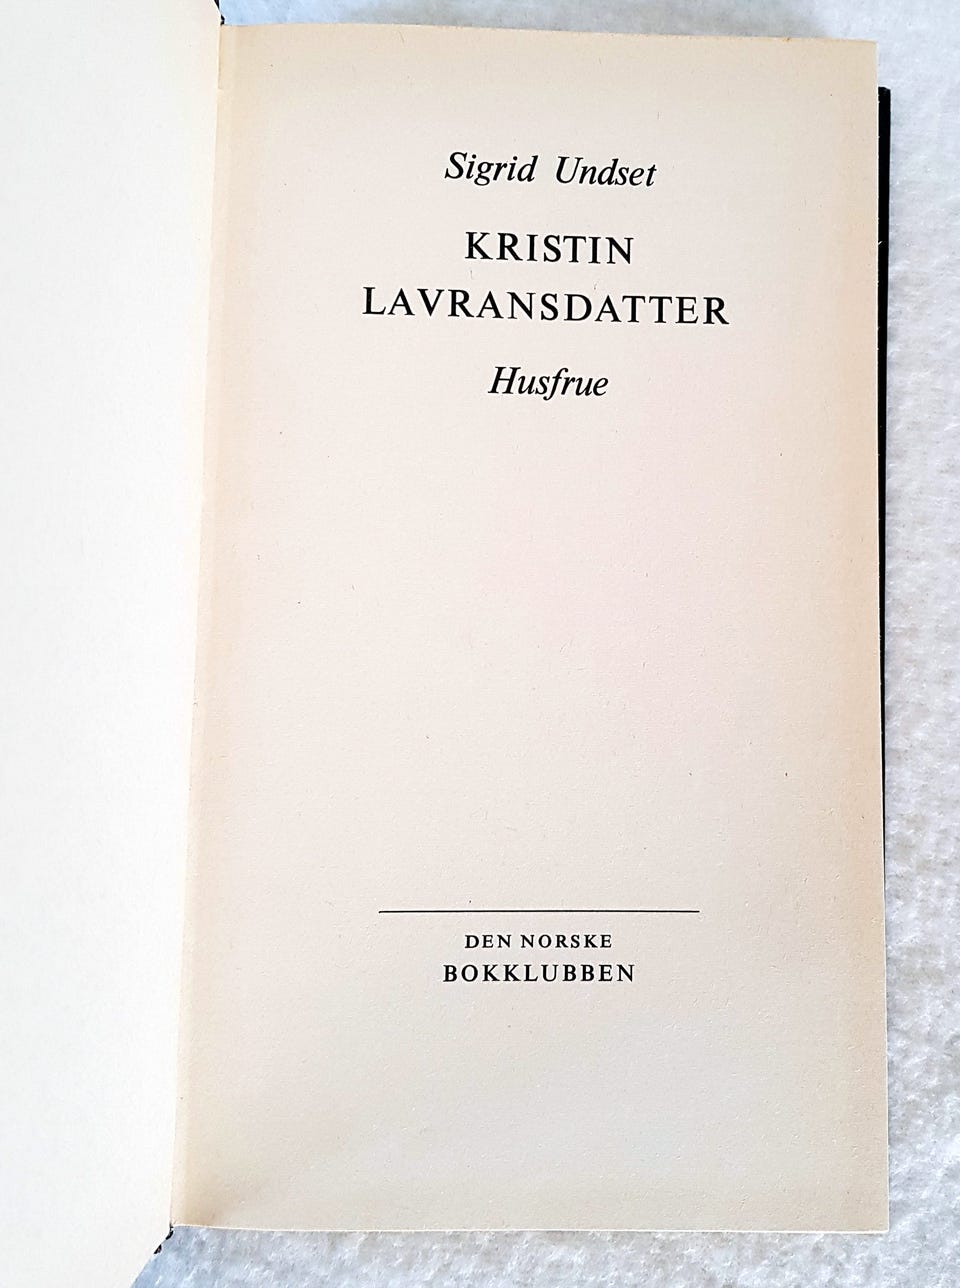 Sigrid Undset
KRISTIN
LAVRANSDATTER
Husfrue
DEN NORSKE
BOKKLUBBEN